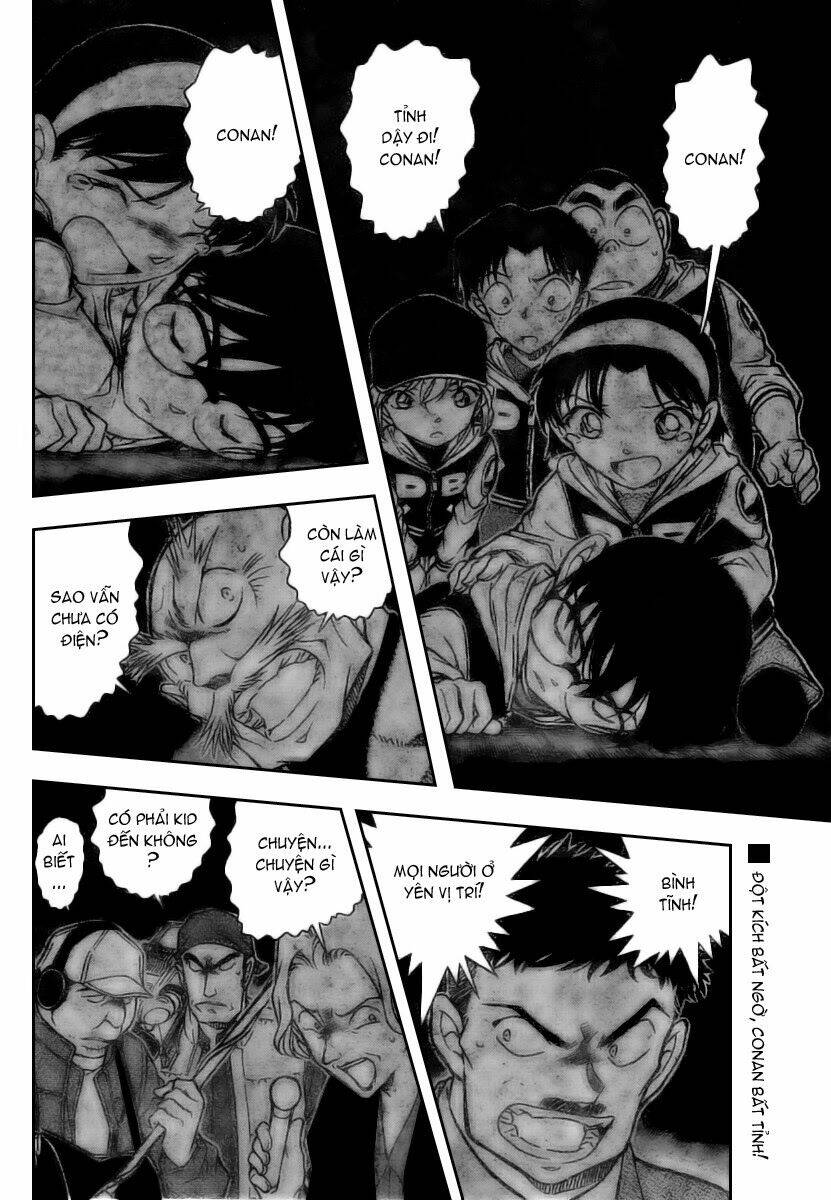 CONAN!
TỈNH
DẬY ĐI!
CONAN!
CONAN!
CÒN LÀM
CÁI GÌ
VẬY?
SAO VẪN
CHƯA CÓ
ĐIỆN?
BÌNH
TĨNH!
MỌI NGƯỜI Ở
YÊN VỊ TRÍ!
CHUYỆN...
CHUYỆN GÌ
VẬY?
CÓ PHẢI KID
ĐẾN KHÔNG
?
AI
BIẾT
...
ĐỘT KÍCH BẤT NGỜ, CONAN BẤT TỈNH!
DB